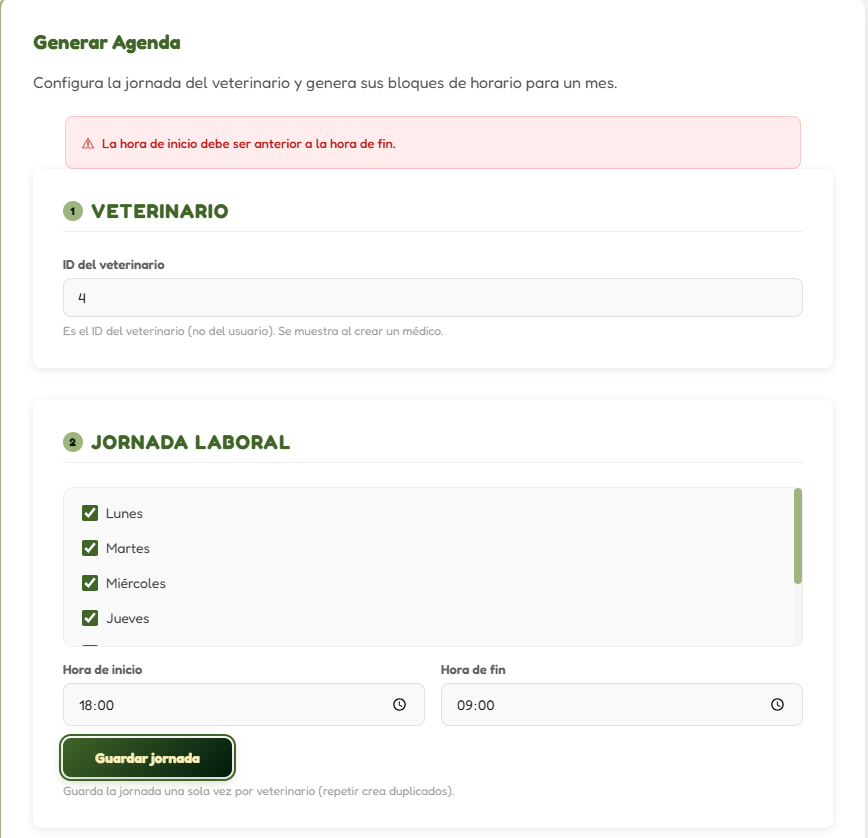 Generar Agenda
Configura la jornada del veterinario y genera sus bloques de horario para un mes.
⚠ La hora de inicio debe ser anterior a la hora de fin.
1 VETERINARIO
ID del veterinario
4
Es el ID del veterinario (no del usuario). Se muestra al crear un médico.
2 JORNADA LABORAL
Lunes
Martes
Miércoles
Jueves
Hora de inicio Hora de fin
18:00 09:00
Guardar jornada
Guarda la jornada una sola vez por veterinario (repetir crea duplicados).